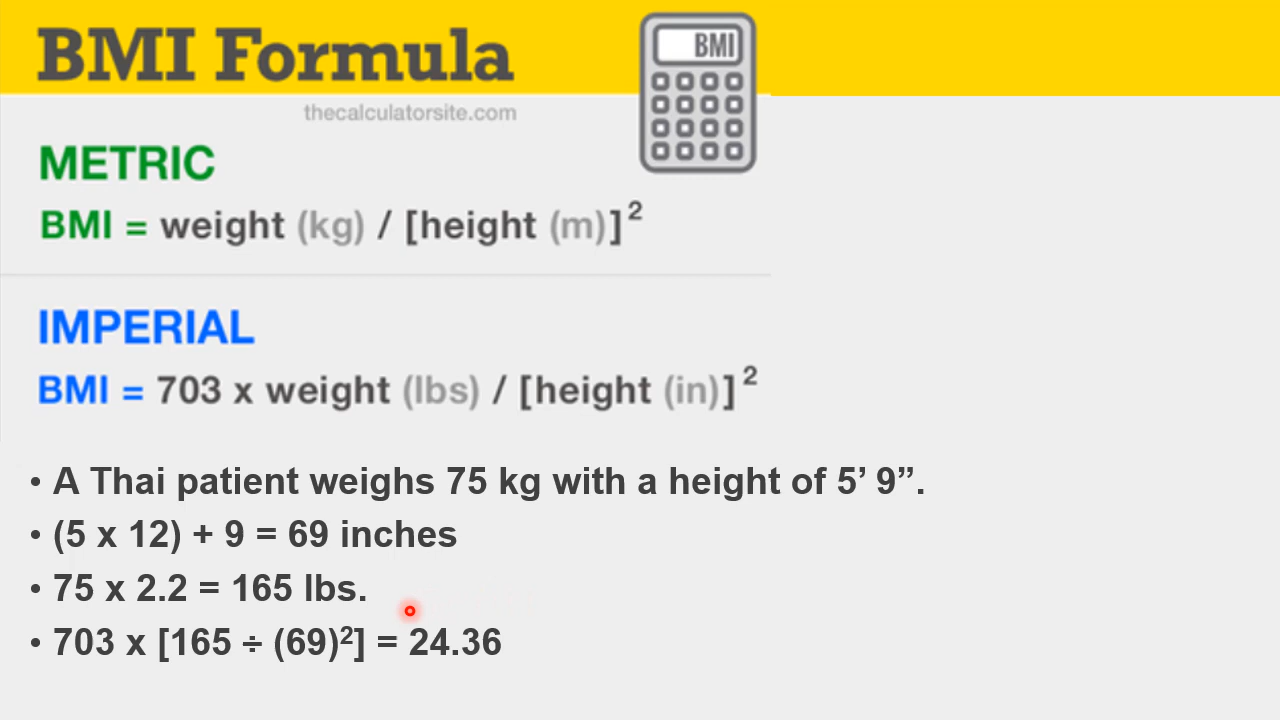 BMI Formula
BMI
thecalculatorsite.com
METRIC
BMI = weight (kg) / [height (m)]²
IMPERIAL
BMI = 703 x weight (lbs) / [height (in)]²
• A Thai patient weighs 75 kg with a height of 5’ 9”.
• (5 x 12) + 9 = 69 inches
• 75 x 2.2 = 165 lbs.
• 703 x [165 ÷ (69)²] = 24.36